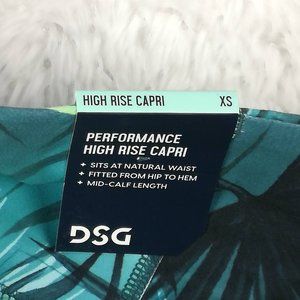 HIGH RISE CAPRI XS
PERFORMANCE
HIGH RISE CAPRI
+ SITS AT NATURAL WAIST
+ FITTED FROM HIP TO HEM
+ MID-CALF LENGTH
DSG